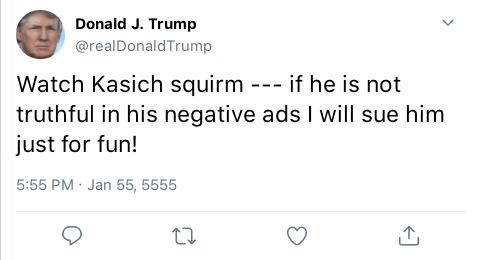 Donald J. Trump
@realDonaldTrump
Watch Kasich squirm --- if he is not
truthful in his negative ads I will sue him
just for fun!
5:55 PM · Jan 55, 5555